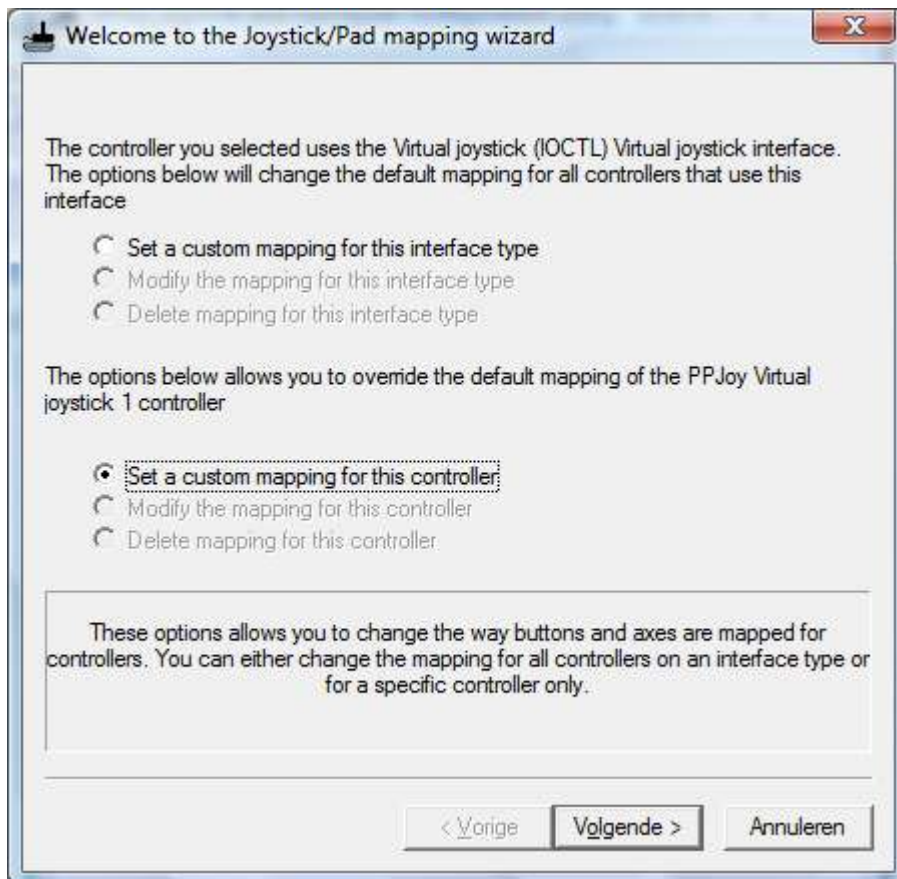 Welcome to the Joystick/Pad mapping wizard
The controller you selected uses the Virtual joystick (IOCTL) Virtual joystick interface.
The options below will change the default mapping for all controllers that use this
interface
Set a custom mapping for this interface type
Modify the mapping for this interface type
Delete mapping for this interface type
The options below allows you to override the default mapping of the PPJoy Virtual
joystick 1 controller
Set a custom mapping for this controller
Modify the mapping for this controller
Delete mapping for this controller
These options allows you to change the way buttons and axes are mapped for
controllers. You can either change the mapping for all controllers on an interface type or
for a specific controller only.
< Vorige
Volgende >
Annuleren